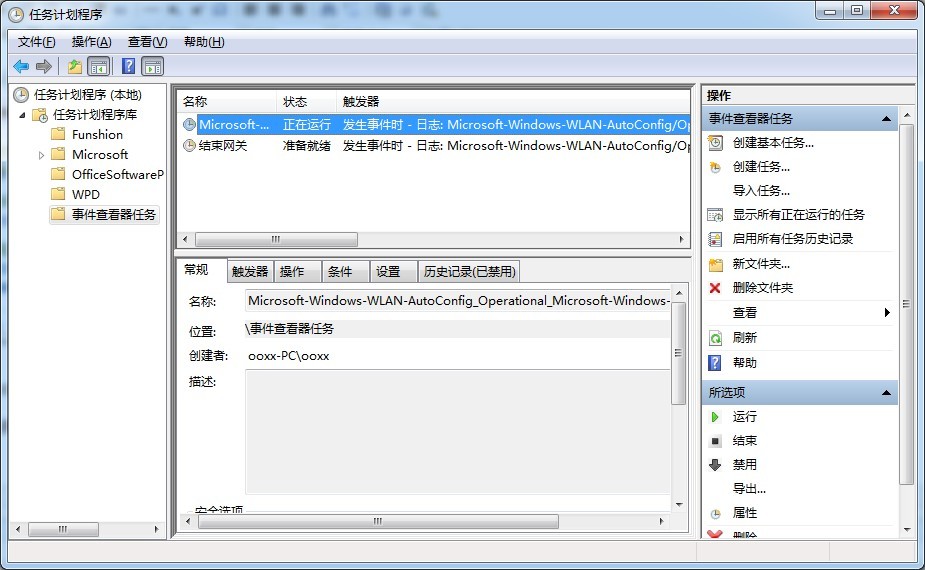 任务计划程序
文件(F) 操作(A) 查看(V) 帮助(H)
任务计划程序 (本地)
任务计划程序库
Funshion
Microsoft
OfficeSoftwareP
WPD
事件查看器任务
名称 状态 触发器
Microsoft-... 正在运行 发生事件时 - 日志: Microsoft-Windows-WLAN-AutoConfig/Op
结束网关 准备就绪 发生事件时 - 日志: Microsoft-Windows-WLAN-AutoConfig/Op
常规 触发器 操作 条件 设置 历史记录(已禁用)
名称: Microsoft-Windows-WLAN-AutoConfig_Operational_Microsoft-Windows-
位置: \事件查看器任务
创建者: ooxx-PC\ooxx
描述:
安全选项
操作
事件查看器任务
创建基本任务...
创建任务...
导入任务...
显示所有正在运行的任务
启用所有任务历史记录
新文件夹...
删除文件夹
查看
刷新
帮助
所选项
运行
结束
禁用
导出...
属性
删除